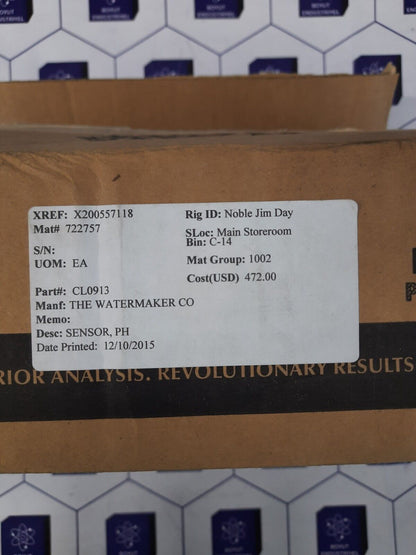 XREF: X200557118
Mat# 722757
S/N:
UOM: EA
Rig ID: Noble Jim Day
SLoc: Main Storeroom
Bin: C-14
Mat Group: 1002
Cost(USD) 472.00
Part#: CL0913
Manf: THE WATERMAKER CO
Memo:
Desc: SENSOR, PH
Date Printed: 12/10/2015
RIOR ANALYSIS. REVOLUTIONARY RESULTS
BOYUT
ENDUSTRIYEL